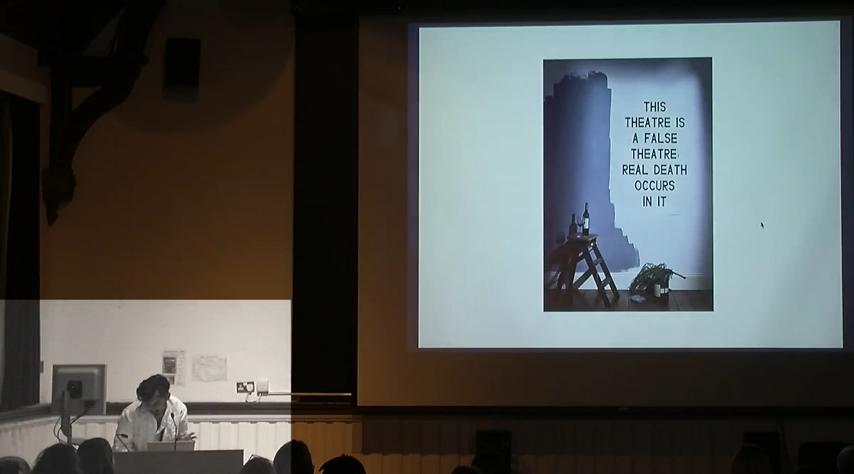 THIS
THEATRE IS
A FALSE
THEATRE:
REAL DEATH
OCCURS
IN IT